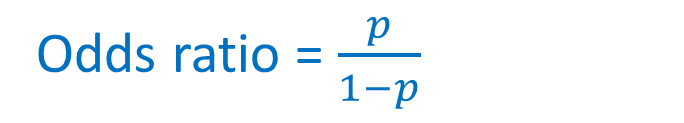 Odds ratio = p/1−p